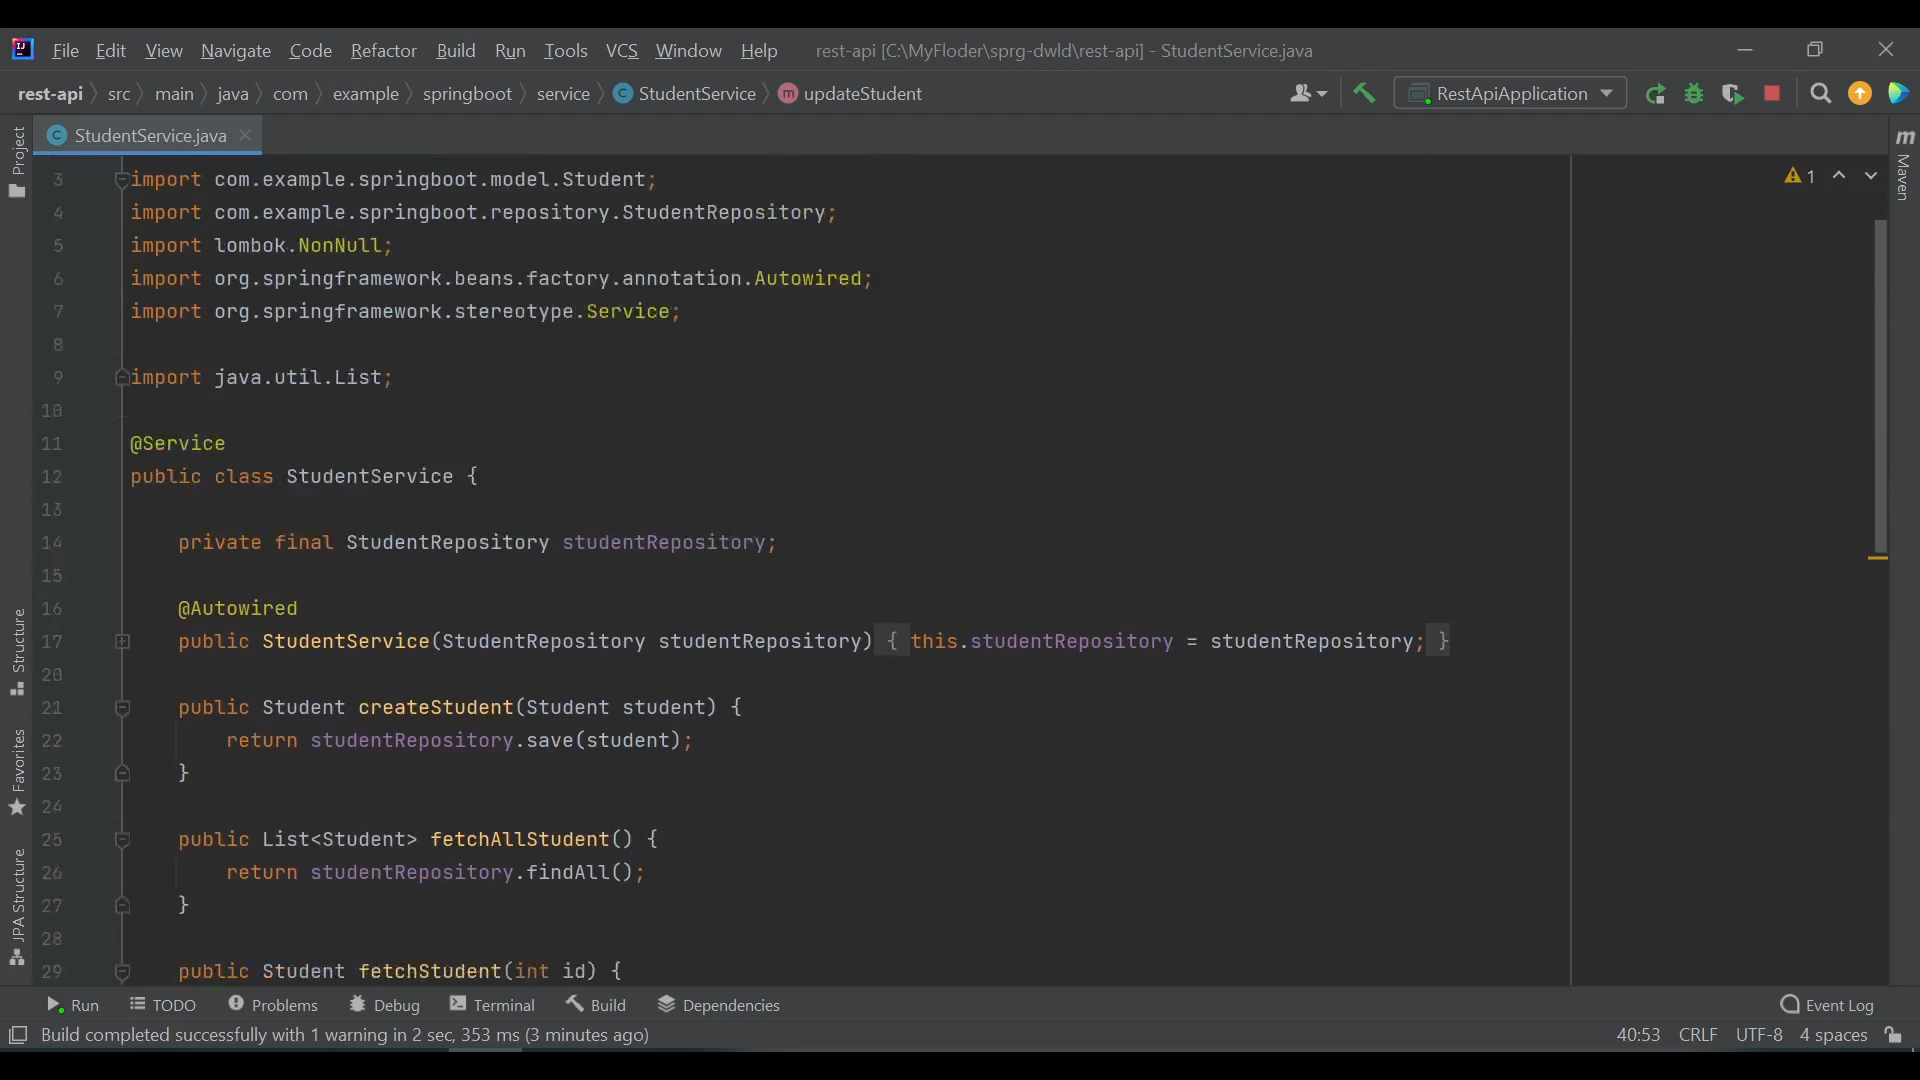 File Edit View Navigate Code Refactor Build Run Tools VCS Window Help rest-api [C:\MyFloder\sprg-dwld\rest-api] - StudentService.java
rest-api src main java com example springboot service C StudentService m updateStudent RestApiApplication
C StudentService.java
Project
m Maven
1
3 import com.example.springboot.model.Student;
4 import com.example.springboot.repository.StudentRepository;
5 import lombok.NonNull;
6 import org.springframework.beans.factory.annotation.Autowired;
7 import org.springframework.stereotype.Service;
8
9 import java.util.List;
10
11 @Service
12 public class StudentService {
13
14 private final StudentRepository studentRepository;
15
16 @Autowired
17 public StudentService(StudentRepository studentRepository) { this.studentRepository = studentRepository; }
20
21 public Student createStudent(Student student) {
22 return studentRepository.save(student);
23 }
24
25 public List<Student> fetchAllStudent() {
26 return studentRepository.findAll();
27 }
28
29 public Student fetchStudent(int id) {
Structure
Favorites
JPA Structure
Run TODO Problems Debug Terminal Build Dependencies Event Log
Build completed successfully with 1 warning in 2 sec, 353 ms (3 minutes ago) 40:53 CRLF UTF-8 4 spaces